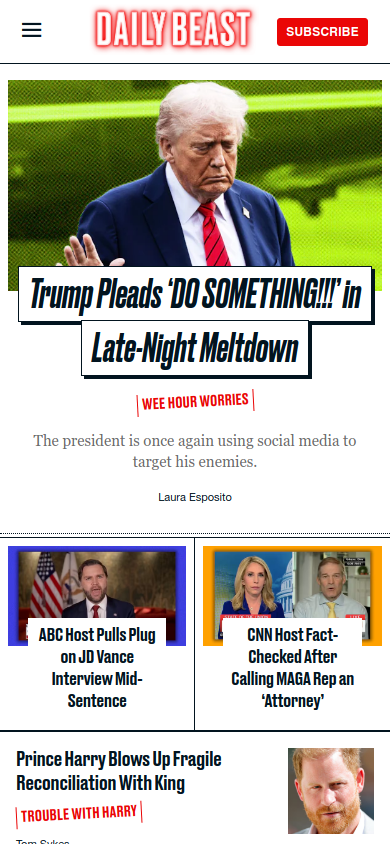 DAILY BEAST
SUBSCRIBE
Trump Pleads ‘DO SOMETHING!!!’ in
Late-Night Meltdown
WEE HOUR WORRIES
The president is once again using social media to
target his enemies.
Laura Esposito
ABC Host Pulls Plug
on JD Vance
Interview Mid-
Sentence
CNN Host Fact-
Checked After
Calling MAGA Rep an
‘Attorney’
Prince Harry Blows Up Fragile
Reconciliation With King
TROUBLE WITH HARRY
Tom Sykes